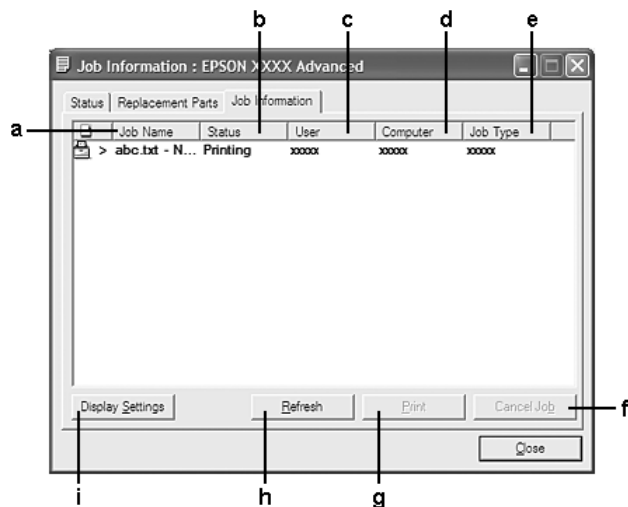 b c d e
Job Information : EPSON XXXX Advanced
Status Replacement Parts Job Information
a Job Name Status User Computer Job Type
> abc.txt - N... Printing xxxxx xxxxx xxxxx
Display Settings Refresh Print Cancel Job f
Close
i h g